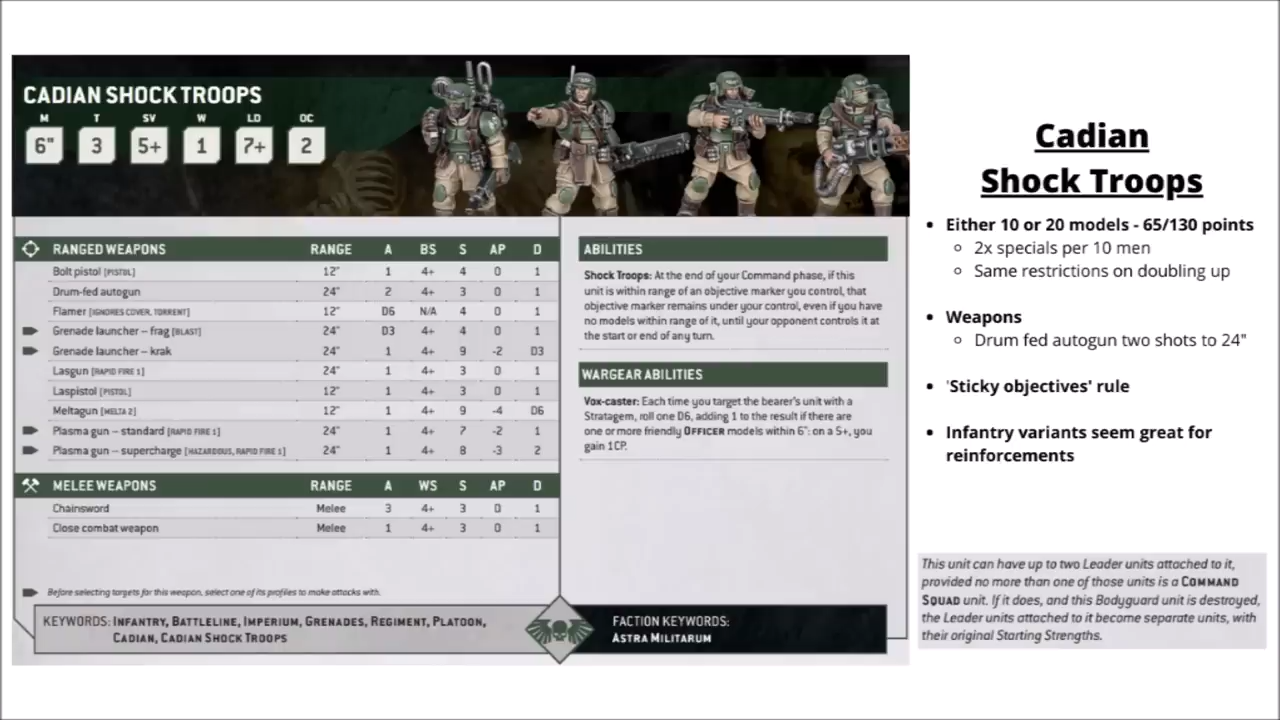 CADIAN SHOCK TROOPS
M T SV W LD OC
6" 3 5+ 1 7+ 2
RANGED WEAPONS RANGE A BS S AP D
Bolt pistol [PISTOL] 12" 1 4+ 4 0 1
Drum-fed autogun 24" 2 4+ 3 0 1
Flamer [IGNORES COVER, TORRENT] 12" D6 N/A 4 0 1
Grenade launcher – frag [BLAST] 24" D3 4+ 4 0 1
Grenade launcher – krak 24" 1 4+ 9 -2 D3
Lasgun [RAPID FIRE 1] 24" 1 4+ 3 0 1
Laspistol [PISTOL] 12" 1 4+ 3 0 1
Meltagun [MELTA 2] 12" 1 4+ 9 -4 D6
Plasma gun – standard [RAPID FIRE 1] 24" 1 4+ 7 -2 1
Plasma gun – supercharge [HAZARDOUS, RAPID FIRE 1] 24" 1 4+ 8 -3 2
MELEE WEAPONS RANGE A WS S AP D
Chainsword Melee 3 4+ 3 0 1
Close combat weapon Melee 1 4+ 3 0 1
Before selecting targets for this weapon, select one of its profiles to make attacks with.
KEYWORDS: INFANTRY, BATTLELINE, IMPERIUM, GRENADES, REGIMENT, PLATOON,
CADIAN, CADIAN SHOCK TROOPS
ABILITIES
Shock Troops: At the end of your Command phase, if this
unit is within range of an objective marker you control, that
objective marker remains under your control, even if you have
no models within range of it, until your opponent controls it at
the start or end of any turn.
WARGEAR ABILITIES
Vox-caster: Each time you target the bearer's unit with a
Stratagem, roll one D6, adding 1 to the result if there are
one or more friendly OFFICER models within 6": on a 5+, you
gain 1CP.
FACTION KEYWORDS:
ASTRA MILITARUM
Cadian
Shock Troops
• Either 10 or 20 models - 65/130 points
○ 2x specials per 10 men
○ Same restrictions on doubling up
• Weapons
○ Drum fed autogun two shots to 24"
• 'Sticky objectives' rule
• Infantry variants seem great for
reinforcements
This unit can have up to two Leader units attached to it,
provided no more than one of those units is a COMMAND
SQUAD unit. If it does, and this Bodyguard unit is destroyed,
the Leader units attached to it become separate units, with
their original Starting Strengths.